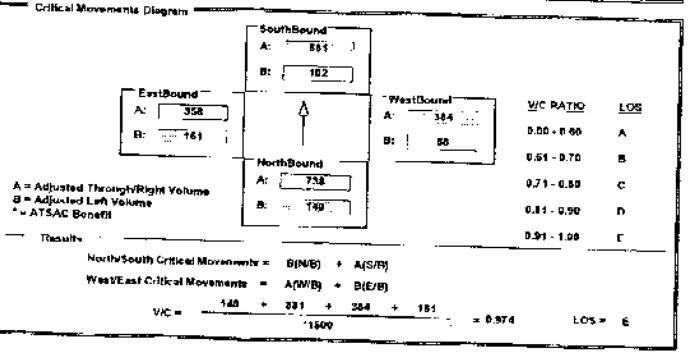 Critical Movements Diagram
SouthBound
A: 881
B: 102
EastBound
A: 358
B: 161
WestBound
A: 384
B:
V/C RATIO LOS
0.00 - 0.60 A
0.61 - 0.70 B
0.71 - 0.80 C
0.81 - 0.90 D
0.91 - 1.00 E
NorthBound
A: 738
B: 140
A = Adjusted Through/Right Volume
B = Adjusted Left Volume
* = ATSAC Benefit
Results
North/South Critical Movements = B(N/B) + A(S/B)
West/East Critical Movements = A(W/B) + B(E/B)
V/C = 140 + 881 + 384 + 161
*1500 = 0.974 LOS = E